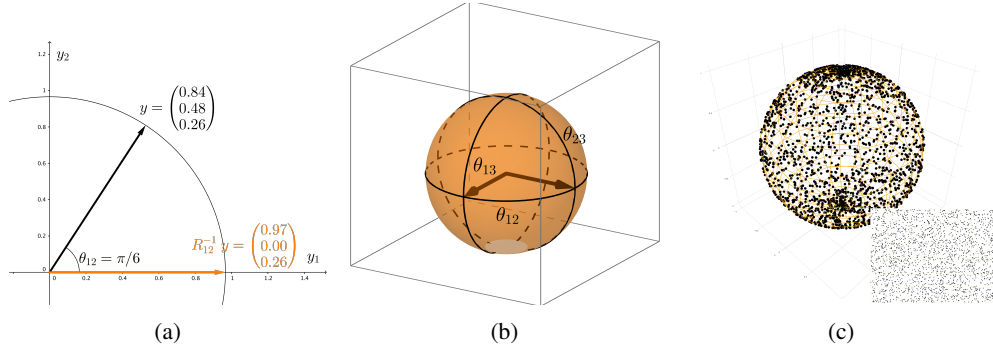 y₂
1.2
1
0.8
0.6
0.4
0.2
0
y = (0.84 0.48 0.26)
θ₁₂ = π/6
R₁₂⁻¹ y = (0.97 0.00 0.26)
y₁
0 0.2 0.4 0.6 0.8 1 1.2 1.4
θ₂₃
θ₁₃
θ₁₂
(a) (b) (c)